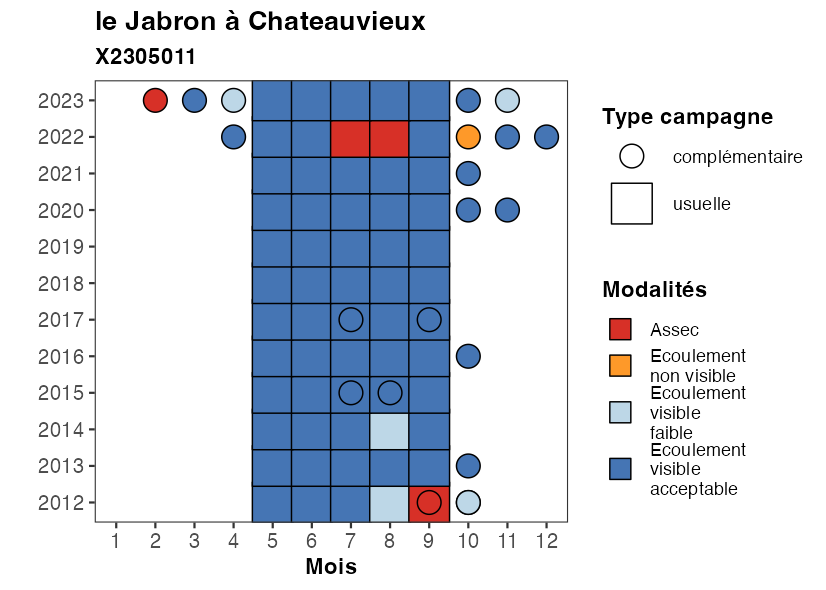 le Jabron à Chateauvieux
X2305011
2023
2022
2021
2020
2019
2018
2017
2016
2015
2014
2013
2012
1 2 3 4 5 6 7 8 9 10 11 12
Mois
Type campagne
complémentaire
usuelle
Modalités
Assec
Ecoulement
non visible
Ecoulement
visible
faible
Ecoulement
visible
acceptable